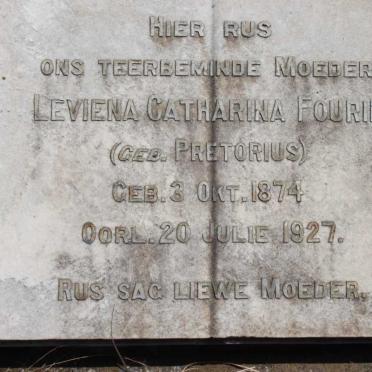 Hier rus
ons teerbeminde Moeder
Leviena Catharina Fourie
(geb. Pretorius)
Geb. 3 Okt. 1874
Oorl. 20 Julie 1927.
Rus sag liewe Moeder.